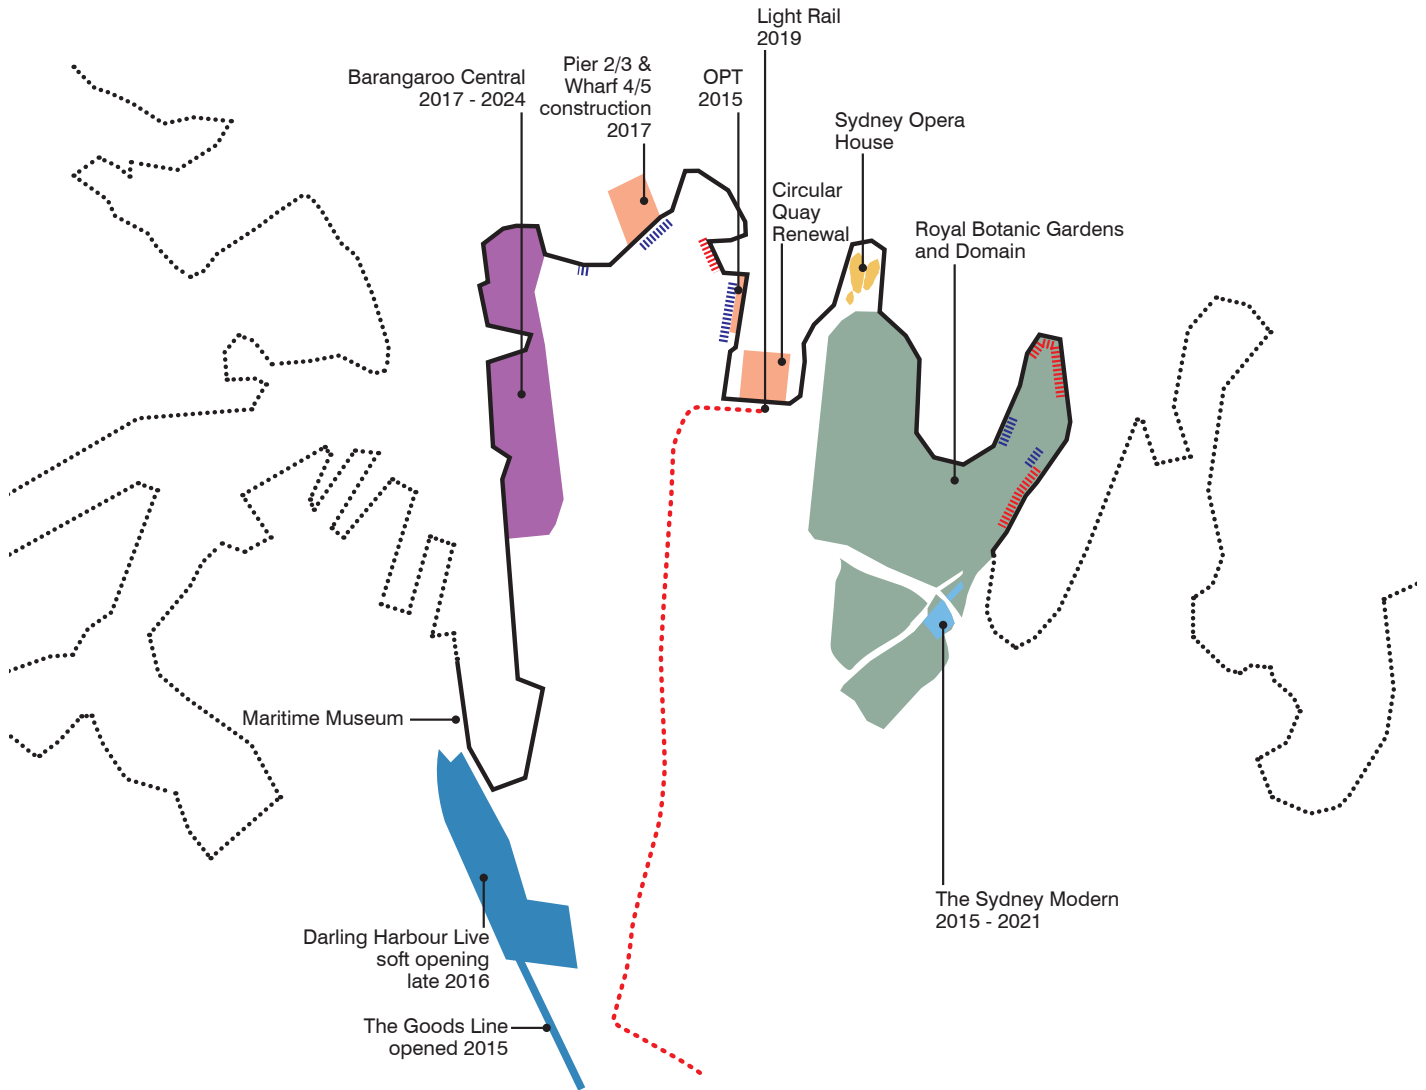 Light Rail
2019
Pier 2/3 &
Wharf 4/5
construction
2017
Barangaroo Central
2017 - 2024
OPT
2015
Sydney Opera
House
Circular
Quay
Renewal
Royal Botanic Gardens
and Domain
Maritime Museum
The Sydney Modern
2015 - 2021
Darling Harbour Live
soft opening
late 2016
The Goods Line
opened 2015